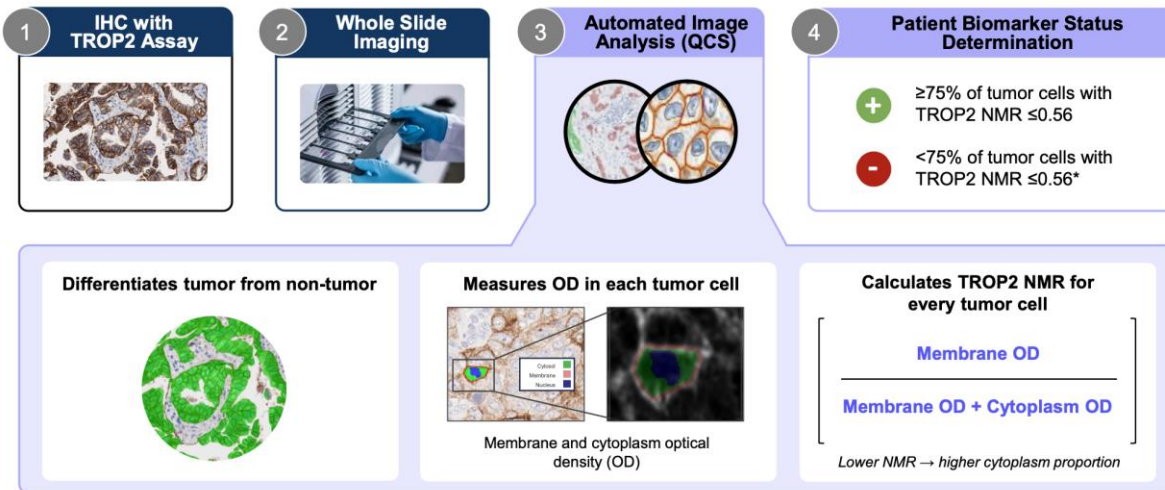 1
IHC with
TROP2 Assay
2
Whole Slide
Imaging
3
Automated Image
Analysis (QCS)
4
Patient Biomarker Status
Determination
+
≥75% of tumor cells with
TROP2 NMR ≤0.56
-
<75% of tumor cells with
TROP2 NMR ≤0.56*
Differentiates tumor from non-tumor
Measures OD in each tumor cell
Cytosol
Membrane
Nucleus
Membrane and cytoplasm optical
density (OD)
Calculates TROP2 NMR for
every tumor cell
Membrane OD
Membrane OD + Cytoplasm OD
Lower NMR → higher cytoplasm proportion